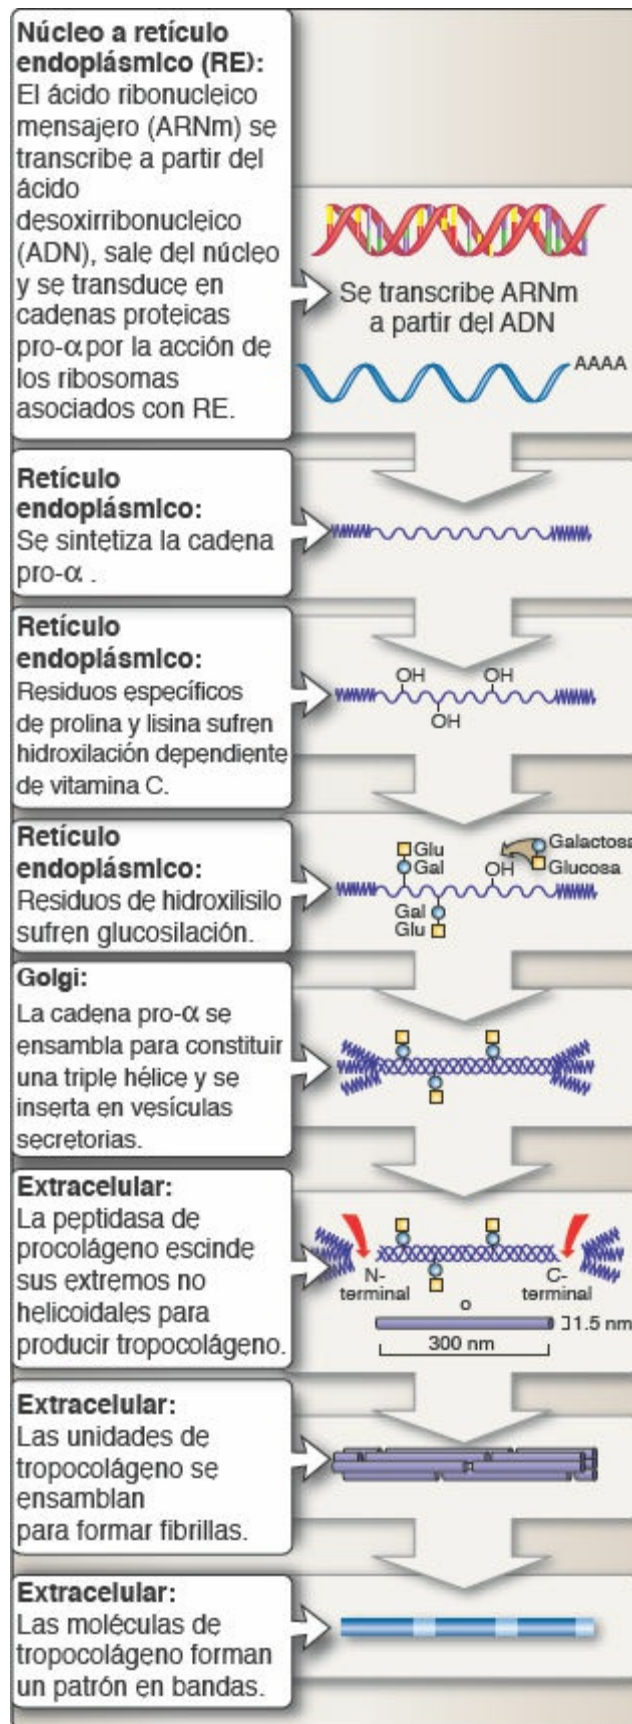 Núcleo a retículo
endoplásmico (RE):
El ácido ribonucleico
mensajero (ARNm) se
transcribe a partir del
ácido
desoxirribonucleico
(ADN), sale del núcleo
y se transduce en
cadenas proteicas
pro-α por la acción de
los ribosomas
asociados con RE.
Se transcribe ARNm
a partir del ADN
AAAA
Retículo
endoplásmico:
Se sintetiza la cadena
pro-α .
Retículo
endoplásmico:
Residuos específicos
de prolina y lisina sufren
hidroxilación dependiente
de vitamina C.
OH OH
OH
Retículo
endoplásmico:
Residuos de hidroxilisilo
sufren glucosilación.
Glu
Gal
OH
Galactosa
Glucosa
Gal
Glu
Golgi:
La cadena pro-α se
ensambla para constituir
una triple hélice y se
inserta en vesículas
secretorias.
Extracelular:
La peptidasa de
procolágeno escinde
sus extremos no
helicoidales para
producir tropocolágeno.
N-
terminal
C-
terminal
o
1.5 nm
300 nm
Extracelular:
Las unidades de
tropocolágeno se
ensamblan
para formar fibrillas.
Extracelular:
Las moléculas de
tropocolágeno forman
un patrón en bandas.